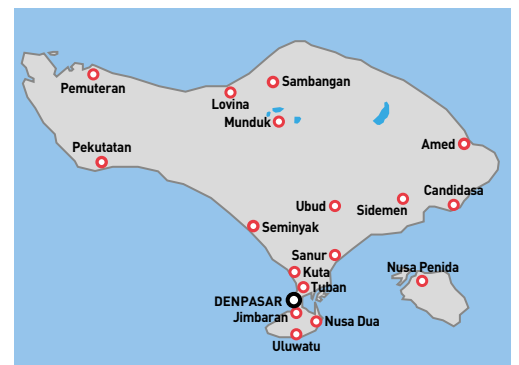 Pemuteran
Sambangan
Lovina
Munduk
Pekutatan
Amed
Candidasa
Ubud
Sidemen
Seminyak
Sanur
Kuta
Nusa Penida
Tuban
DENPASAR
Jimbaran
Nusa Dua
Uluwatu